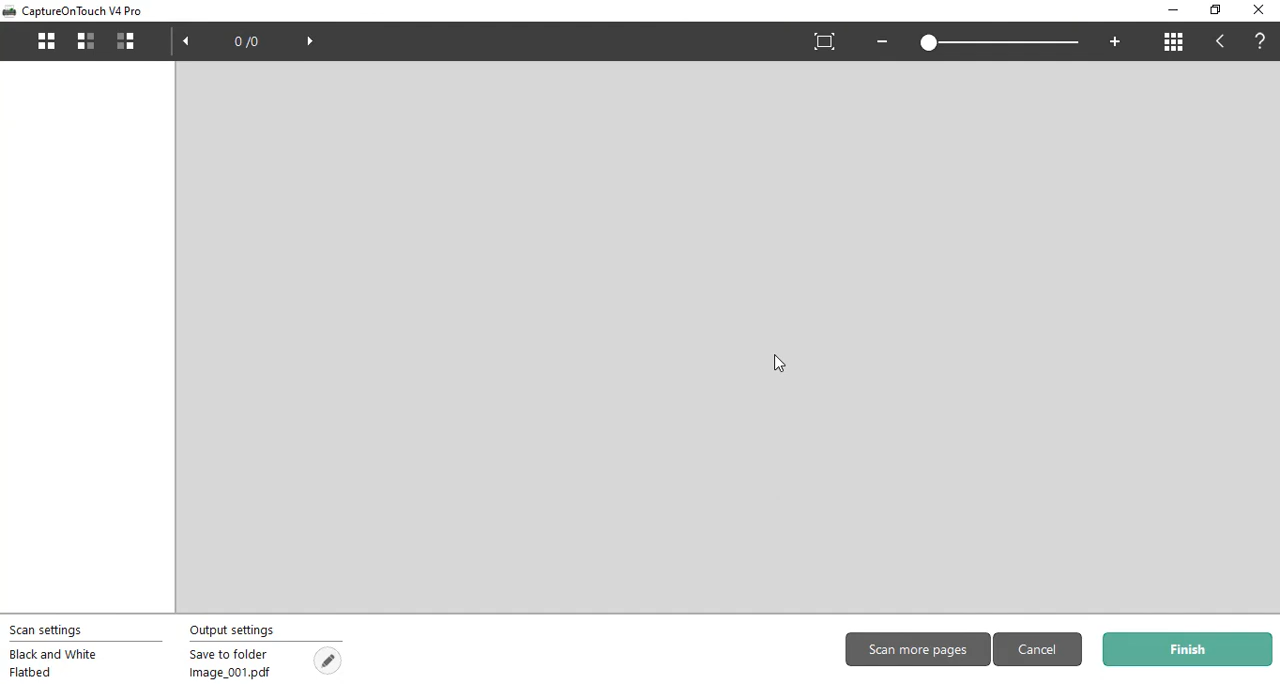 CaptureOnTouch V4 Pro
0 /0
?
Scan settings
Black and White
Flatbed
Output settings
Save to folder
Image_001.pdf
Scan more pages
Cancel
Finish